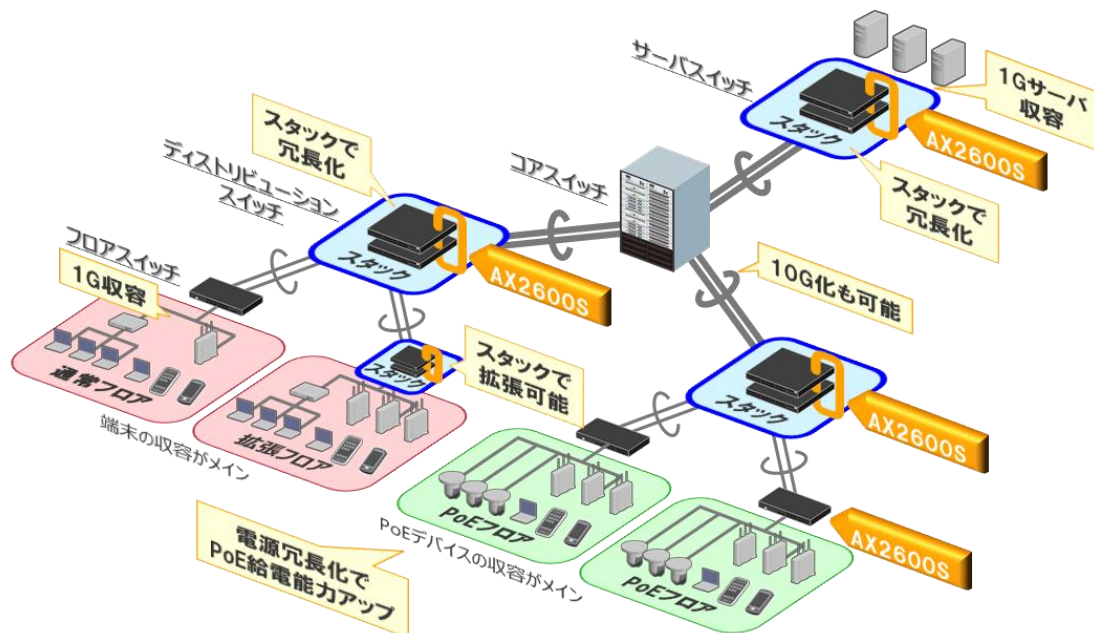 サーバスイッチ
1Gサーバ
収容
スタック
AX2600S
スタックで
冗長化
スタックで
冗長化
ディストリビューション
スイッチ
コアスイッチ
スタック
AX2600S
10G化も可能
フロアスイッチ
1G収容
通常フロア
スタック
スタックで
拡張可能
拡張フロア
端末の収容がメイン
スタック
AX2600S
PoEフロア
AX2600S
PoEフロア
PoEデバイスの収容がメイン
電源冗長化で
PoE給電能力アップ